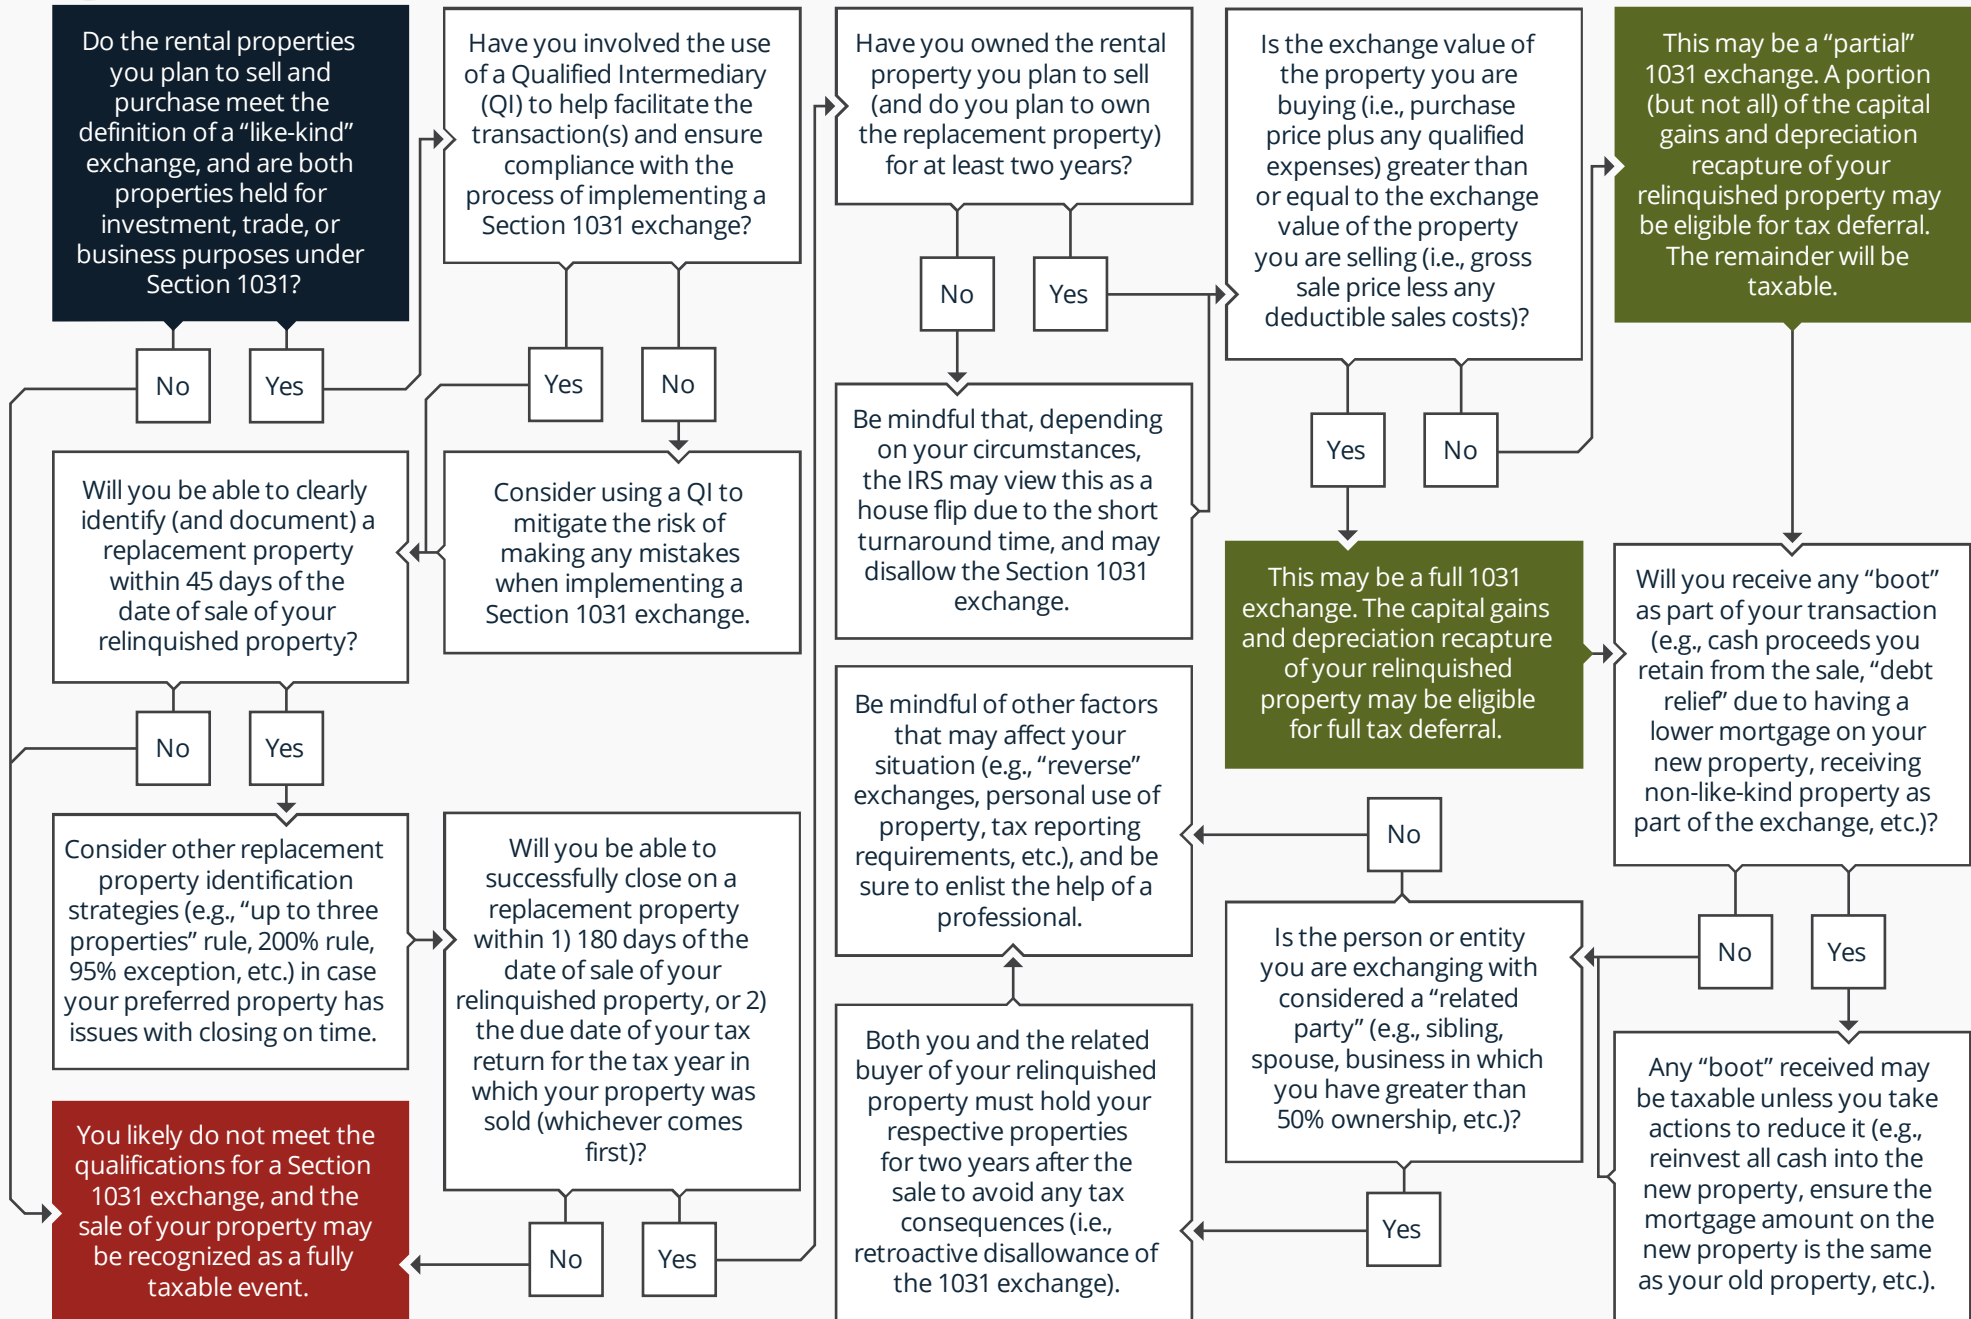 Do the rental properties
you plan to sell and
purchase meet the
definition of a “like-kind”
exchange, and are both
properties held for
investment, trade, or
business purposes under
Section 1031?
No
Yes
Have you involved the use
of a Qualified Intermediary
(QI) to help facilitate the
transaction(s) and ensure
compliance with the
process of implementing a
Section 1031 exchange?
Yes
No
Consider using a QI to
mitigate the risk of
making any mistakes
when implementing a
Section 1031 exchange.
Will you be able to clearly
identify (and document) a
replacement property
within 45 days of the
date of sale of your
relinquished property?
No
Yes
Consider other replacement
property identification
strategies (e.g., “up to three
properties” rule, 200% rule,
95% exception, etc.) in case
your preferred property has
issues with closing on time.
Will you be able to
successfully close on a
replacement property
within 1) 180 days of the
date of sale of your
relinquished property, or 2)
the due date of your tax
return for the tax year in
which your property was
sold (whichever comes
first)?
No
Yes
You likely do not meet the
qualifications for a Section
1031 exchange, and the
sale of your property may
be recognized as a fully
taxable event.
Have you owned the rental
property you plan to sell
(and do you plan to own
the replacement property)
for at least two years?
No
Yes
Be mindful that, depending
on your circumstances,
the IRS may view this as a
house flip due to the short
turnaround time, and may
disallow the Section 1031
exchange.
Is the exchange value of
the property you are
buying (i.e., purchase
price plus any qualified
expenses) greater than
or equal to the exchange
value of the property
you are selling (i.e., gross
sale price less any
deductible sales costs)?
Yes
No
This may be a “partial”
1031 exchange. A portion
(but not all) of the capital
gains and depreciation
recapture of your
relinquished property may
be eligible for tax deferral.
The remainder will be
taxable.
This may be a full 1031
exchange. The capital gains
and depreciation recapture
of your relinquished
property may be eligible
for full tax deferral.
Will you receive any “boot”
as part of your transaction
(e.g., cash proceeds you
retain from the sale, “debt
relief” due to having a
lower mortgage on your
new property, receiving
non-like-kind property as
part of the exchange, etc.)?
No
Yes
Any “boot” received may
be taxable unless you take
actions to reduce it (e.g.,
reinvest all cash into the
new property, ensure the
mortgage amount on the
new property is the same
as your old property, etc.).
Is the person or entity
you are exchanging with
considered a “related
party” (e.g., sibling,
spouse, business in which
you have greater than
50% ownership, etc.)?
No
Yes
Both you and the related
buyer of your relinquished
property must hold your
respective properties
for two years after the
sale to avoid any tax
consequences (i.e.,
retroactive disallowance of
the 1031 exchange).
Be mindful of other factors
that may affect your
situation (e.g., “reverse”
exchanges, personal use of
property, tax reporting
requirements, etc.), and be
sure to enlist the help of a
professional.